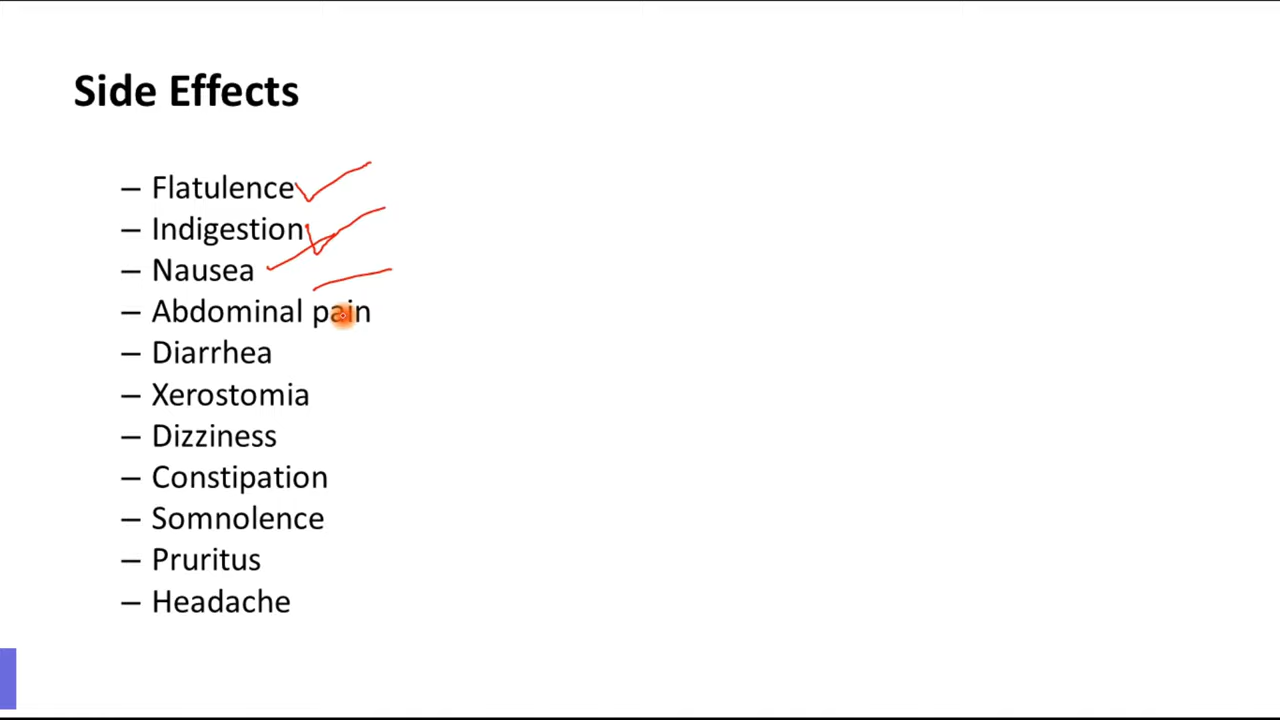 Side Effects
– Flatulence
– Indigestion
– Nausea
– Abdominal pain
– Diarrhea
– Xerostomia
– Dizziness
– Constipation
– Somnolence
– Pruritus
– Headache